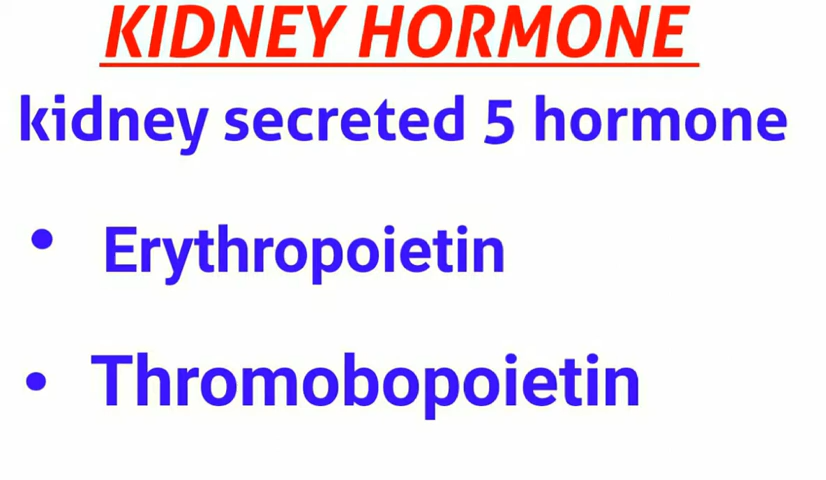 KIDNEY HORMONE
kidney secreted 5 hormone
• Erythropoietin
• Thromobopoietin